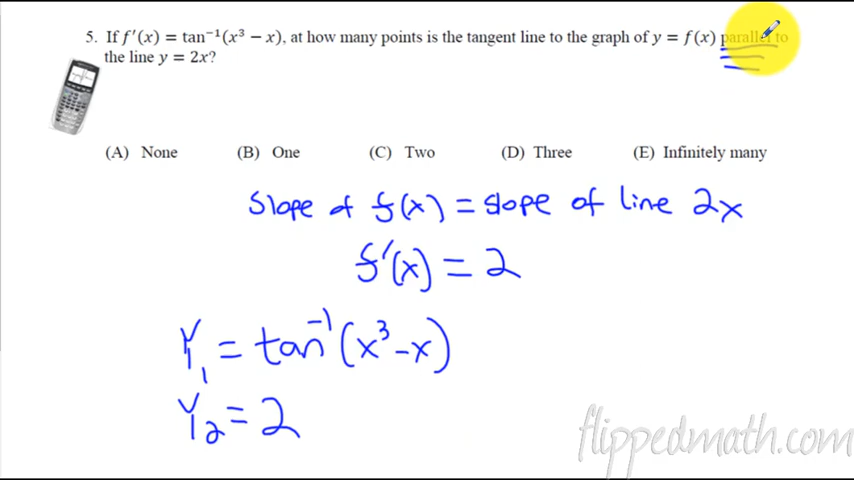 5. If f′(x) = tan⁻¹(x³ − x), at how many points is the tangent line to the graph of y = f(x) parallel to
the line y = 2x?
(A) None (B) One (C) Two (D) Three (E) Infinitely many
Slope of f(x) = slope of line 2x
f′(x) = 2
Y₁ = tan⁻¹(x³ − x)
Y₂ = 2
flippedmath.com